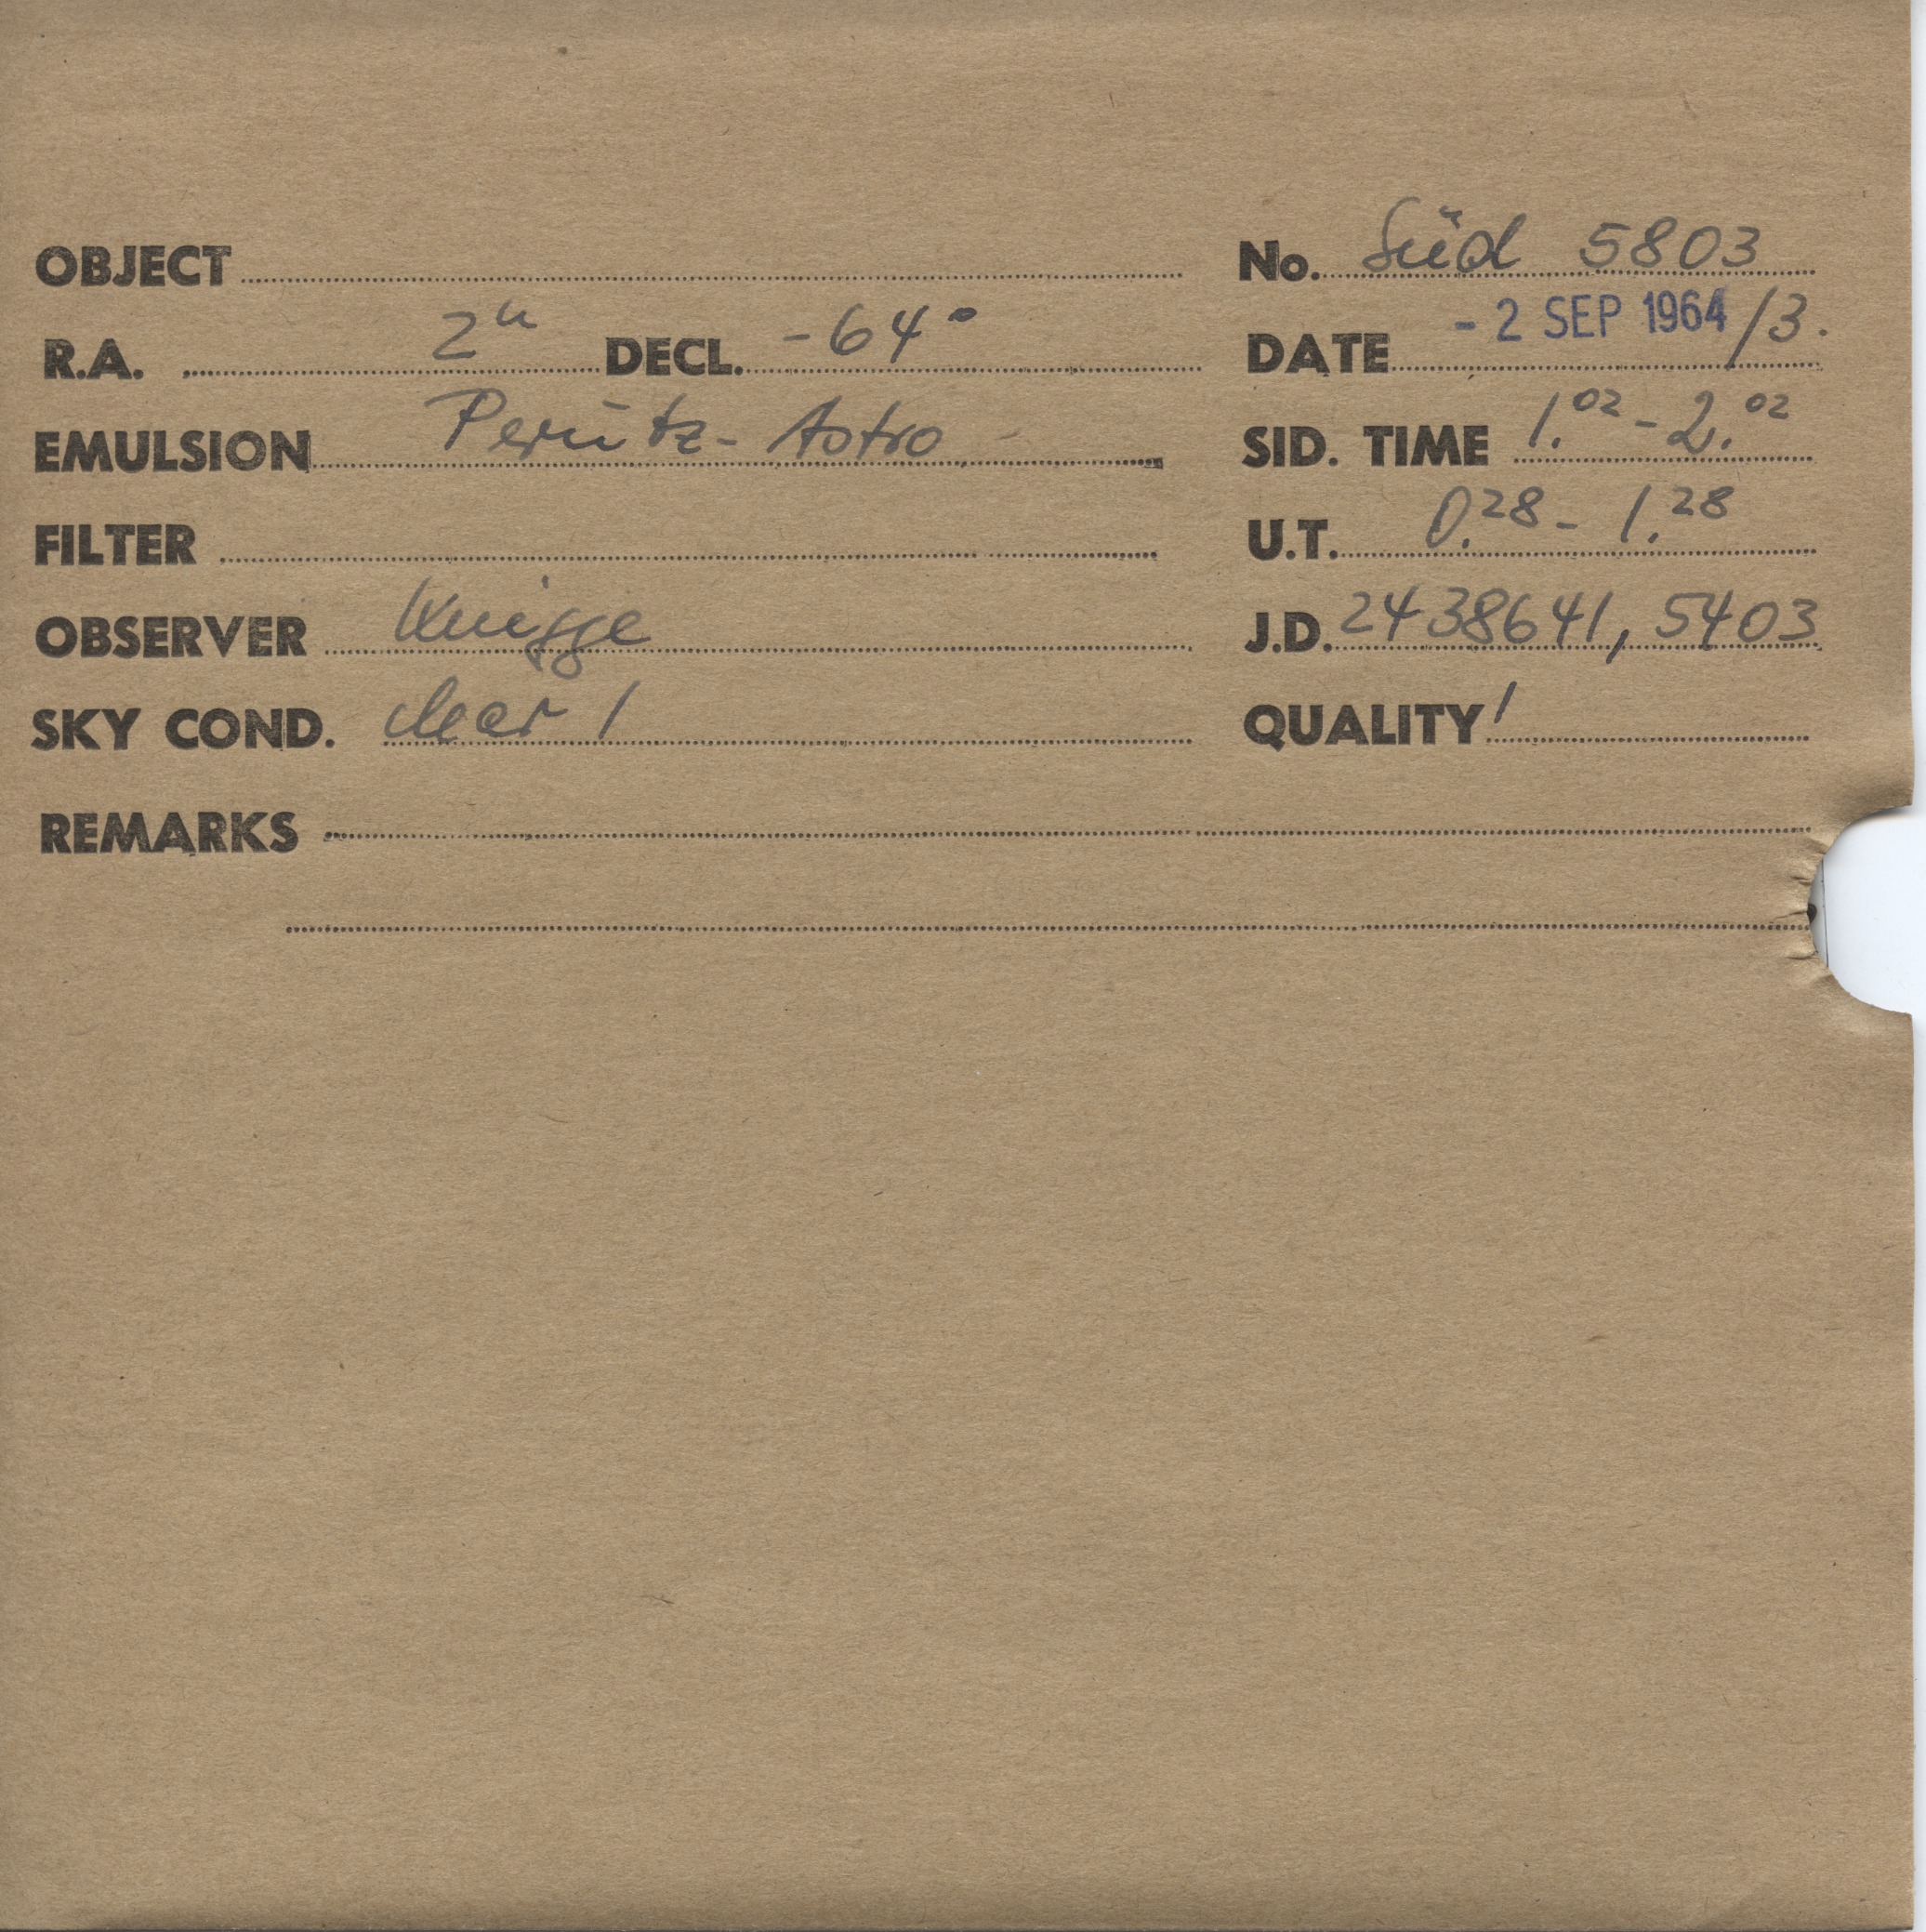 OBJECT No. Süd 5803
R.A. 2h DECL. -64° DATE - 2 SEP 1964/3.
EMULSION Perutz-Astro SID. TIME 1.02 - 2.02
FILTER U.T. 0.28 - 1.28
OBSERVER Knigge J.D. 2438641,5403
SKY COND. clear 1 QUALITY 1
REMARKS